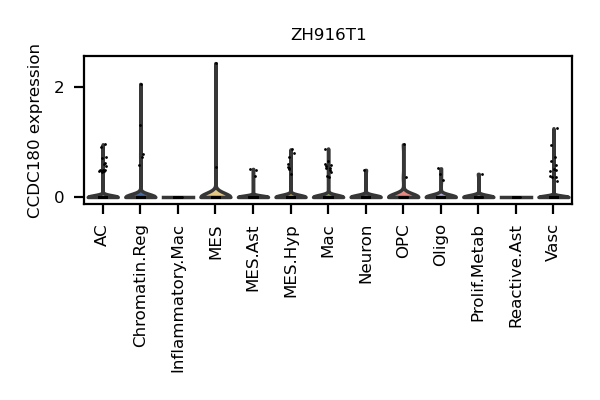 ZH916T1
CCDC180 expression
2
0
AC
Chromatin.Reg
Inflammatory.Mac
MES
MES.Ast
MES.Hyp
Mac
Neuron
OPC
Oligo
Prolif.Metab
Reactive.Ast
Vasc